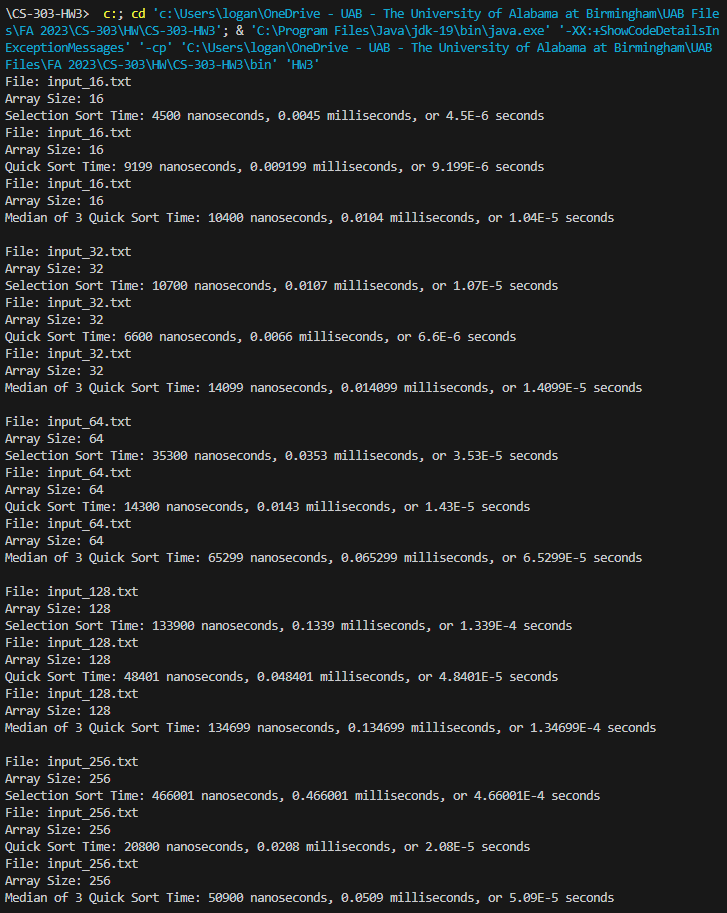 \CS-303-HW3>  c:; cd 'c:\Users\logan\OneDrive - UAB - The University of Alabama at Birmingham\UAB File
s\FA 2023\CS-303\HW\CS-303-HW3'; & 'C:\Program Files\Java\jdk-19\bin\java.exe' '-XX:+ShowCodeDetailsIn
ExceptionMessages' '-cp' 'C:\Users\logan\OneDrive - UAB - The University of Alabama at Birmingham\UAB
Files\FA 2023\CS-303\HW\CS-303-HW3\bin' 'HW3'
File: input_16.txt
Array Size: 16
Selection Sort Time: 4500 nanoseconds, 0.0045 milliseconds, or 4.5E-6 seconds
File: input_16.txt
Array Size: 16
Quick Sort Time: 9199 nanoseconds, 0.009199 milliseconds, or 9.199E-6 seconds
File: input_16.txt
Array Size: 16
Median of 3 Quick Sort Time: 10400 nanoseconds, 0.0104 milliseconds, or 1.04E-5 seconds

File: input_32.txt
Array Size: 32
Selection Sort Time: 10700 nanoseconds, 0.0107 milliseconds, or 1.07E-5 seconds
File: input_32.txt
Array Size: 32
Quick Sort Time: 6600 nanoseconds, 0.0066 milliseconds, or 6.6E-6 seconds
File: input_32.txt
Array Size: 32
Median of 3 Quick Sort Time: 14099 nanoseconds, 0.014099 milliseconds, or 1.4099E-5 seconds

File: input_64.txt
Array Size: 64
Selection Sort Time: 35300 nanoseconds, 0.0353 milliseconds, or 3.53E-5 seconds
File: input_64.txt
Array Size: 64
Quick Sort Time: 14300 nanoseconds, 0.0143 milliseconds, or 1.43E-5 seconds
File: input_64.txt
Array Size: 64
Median of 3 Quick Sort Time: 65299 nanoseconds, 0.065299 milliseconds, or 6.5299E-5 seconds

File: input_128.txt
Array Size: 128
Selection Sort Time: 133900 nanoseconds, 0.1339 milliseconds, or 1.339E-4 seconds
File: input_128.txt
Array Size: 128
Quick Sort Time: 48401 nanoseconds, 0.048401 milliseconds, or 4.8401E-5 seconds
File: input_128.txt
Array Size: 128
Median of 3 Quick Sort Time: 134699 nanoseconds, 0.134699 milliseconds, or 1.34699E-4 seconds

File: input_256.txt
Array Size: 256
Selection Sort Time: 466001 nanoseconds, 0.466001 milliseconds, or 4.66001E-4 seconds
File: input_256.txt
Array Size: 256
Quick Sort Time: 20800 nanoseconds, 0.0208 milliseconds, or 2.08E-5 seconds
File: input_256.txt
Array Size: 256
Median of 3 Quick Sort Time: 50900 nanoseconds, 0.0509 milliseconds, or 5.09E-5 seconds